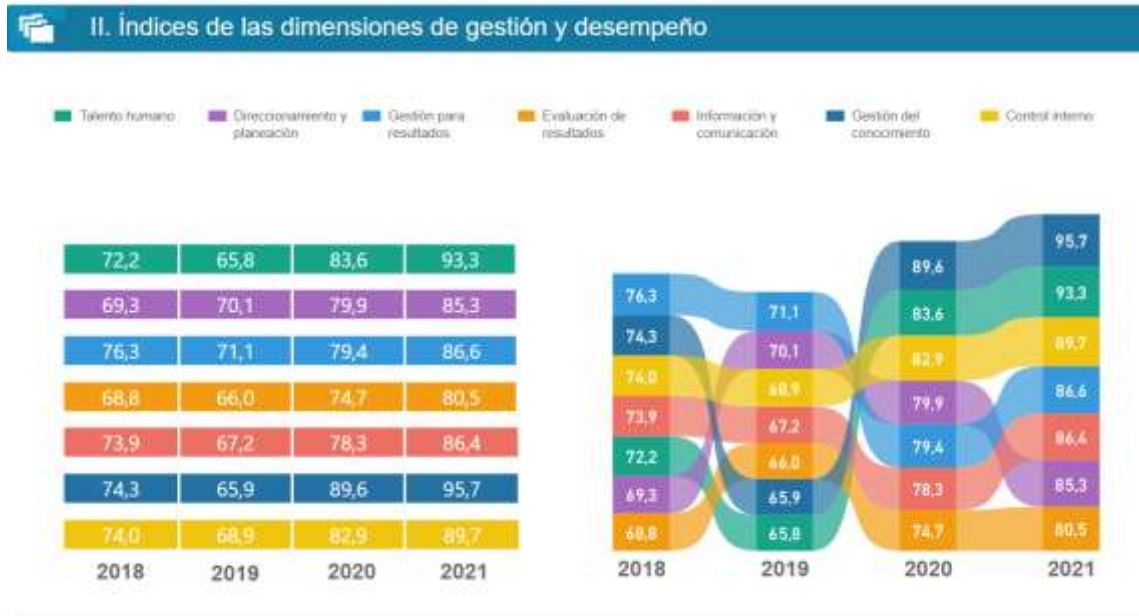 II. Índices de las dimensiones de gestión y desempeño
Talento humano
Direccionamiento y
planeación
Gestión para
resultados
Evaluación de
resultados
Información y
comunicación
Gestión del
conocimiento
Control interno
72,2 65,8 83,6 93,3
69,3 70,1 79,9 85,3
76,3 71,1 79,4 86,6
68,8 66,0 74,7 80,5
73,9 67,2 78,3 86,4
74,3 65,9 89,6 95,7
74,0 68,9 82,9 89,7
2018 2019 2020 2021
76,3
74,3
74,0
73,9
72,2
69,3
68,8
2018
71,1
70,1
68,9
67,2
66,0
65,9
65,8
2019
89,6
83,6
82,9
79,9
79,4
78,3
74,7
2020
95,7
93,3
89,7
86,6
86,4
85,3
80,5
2021